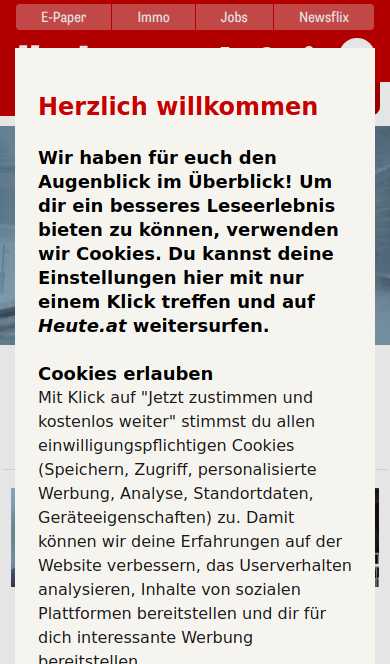 E-Paper
Immo
Jobs
Newsflix
Herzlich willkommen
Wir haben für euch den
Augenblick im Überblick! Um
dir ein besseres Leseerlebnis
bieten zu können, verwenden
wir Cookies. Du kannst deine
Einstellungen hier mit nur
einem Klick treffen und auf
Heute.at weitersurfen.
Cookies erlauben
Mit Klick auf "Jetzt zustimmen und
kostenlos weiter" stimmst du allen
einwilligungspflichtigen Cookies
(Speichern, Zugriff, personalisierte
Werbung, Analyse, Standortdaten,
Geräteeigenschaften) zu. Damit
können wir deine Erfahrungen auf der
Website verbessern, das Userverhalten
analysieren, Inhalte von sozialen
Plattformen bereitstellen und dir für
dich interessante Werbung
bereitstellen